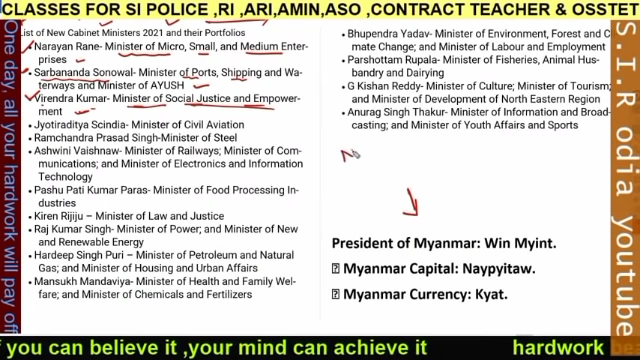 CLASSES FOR SI POLICE ,RI ,ARI,AMIN,ASO ,CONTRACT TEACHER & OSSTET
One day, all your hardwork will pay off
List of New Cabinet Ministers 2021 and their Portfolios
• Narayan Rane- Minister of Micro, Small, and Medium Enter-
prises
• Sarbananda Sonowal- Minister of Ports, Shipping and Wa-
terways and Minister of AYUSH
• Virendra Kumar- Minister of Social Justice and Empower-
ment
• Jyotiraditya Scindia- Minister of Civil Aviation
• Ramchandra Prasad Singh-Minister of Steel
• Ashwini Vaishnaw- Minister of Railways; Minister of Com-
munications; and Minister of Electronics and Information
Technology
• Pashu Pati Kumar Paras- Minister of Food Processing In-
dustries
• Kiren Rijiju – Minister of Law and Justice
• Raj Kumar Singh- Minister of Power; and Minister of New
and Renewable Energy
• Hardeep Singh Puri – Minister of Petroleum and Natural
Gas; and Minister of Housing and Urban Affairs
• Mansukh Mandaviya- Minister of Health and Family Wel-
fare; and Minister of Chemicals and Fertilizers
• Bhupendra Yadav- Minister of Environment, Forest and C
mate Change; and Minister of Labour and Employment
• Parshottam Rupala- Minister of Fisheries, Animal Hus-
bandry and Dairying
• G Kishan Reddy- Minister of Culture; Minister of Tourism;
and Minister of Development of North Eastern Region
• Anurag Singh Thakur- Minister of Information and Broad-
casting; and Minister of Youth Affairs and Sports
President of Myanmar: Win Myint.
Myanmar Capital: Naypyitaw.
Myanmar Currency: Kyat.
S.I.R odia youtube
f you can believe it ,your mind can achieve it hardwork bea